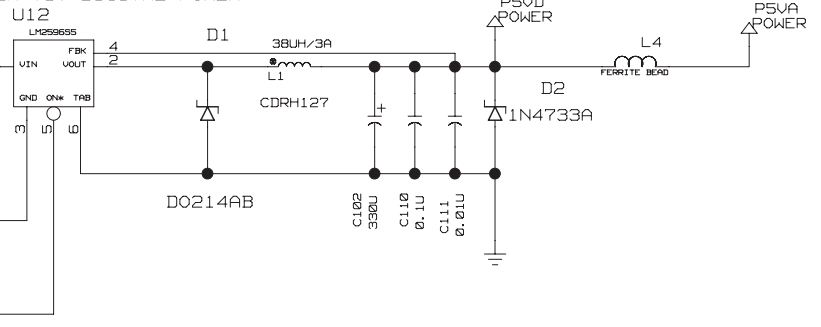 P5VD
POWER
P5VA
POWER
U12
LM2596S5
D1
FBK
4
38UH/3A
L4
VIN
VOUT
2
L1
FERRITE BEAD
D2
GND
ON*
TAB
CDRH127
+
1N4733A
3
5
6
DO214AB
C102
330U
C110
0.1U
C111
0.01U